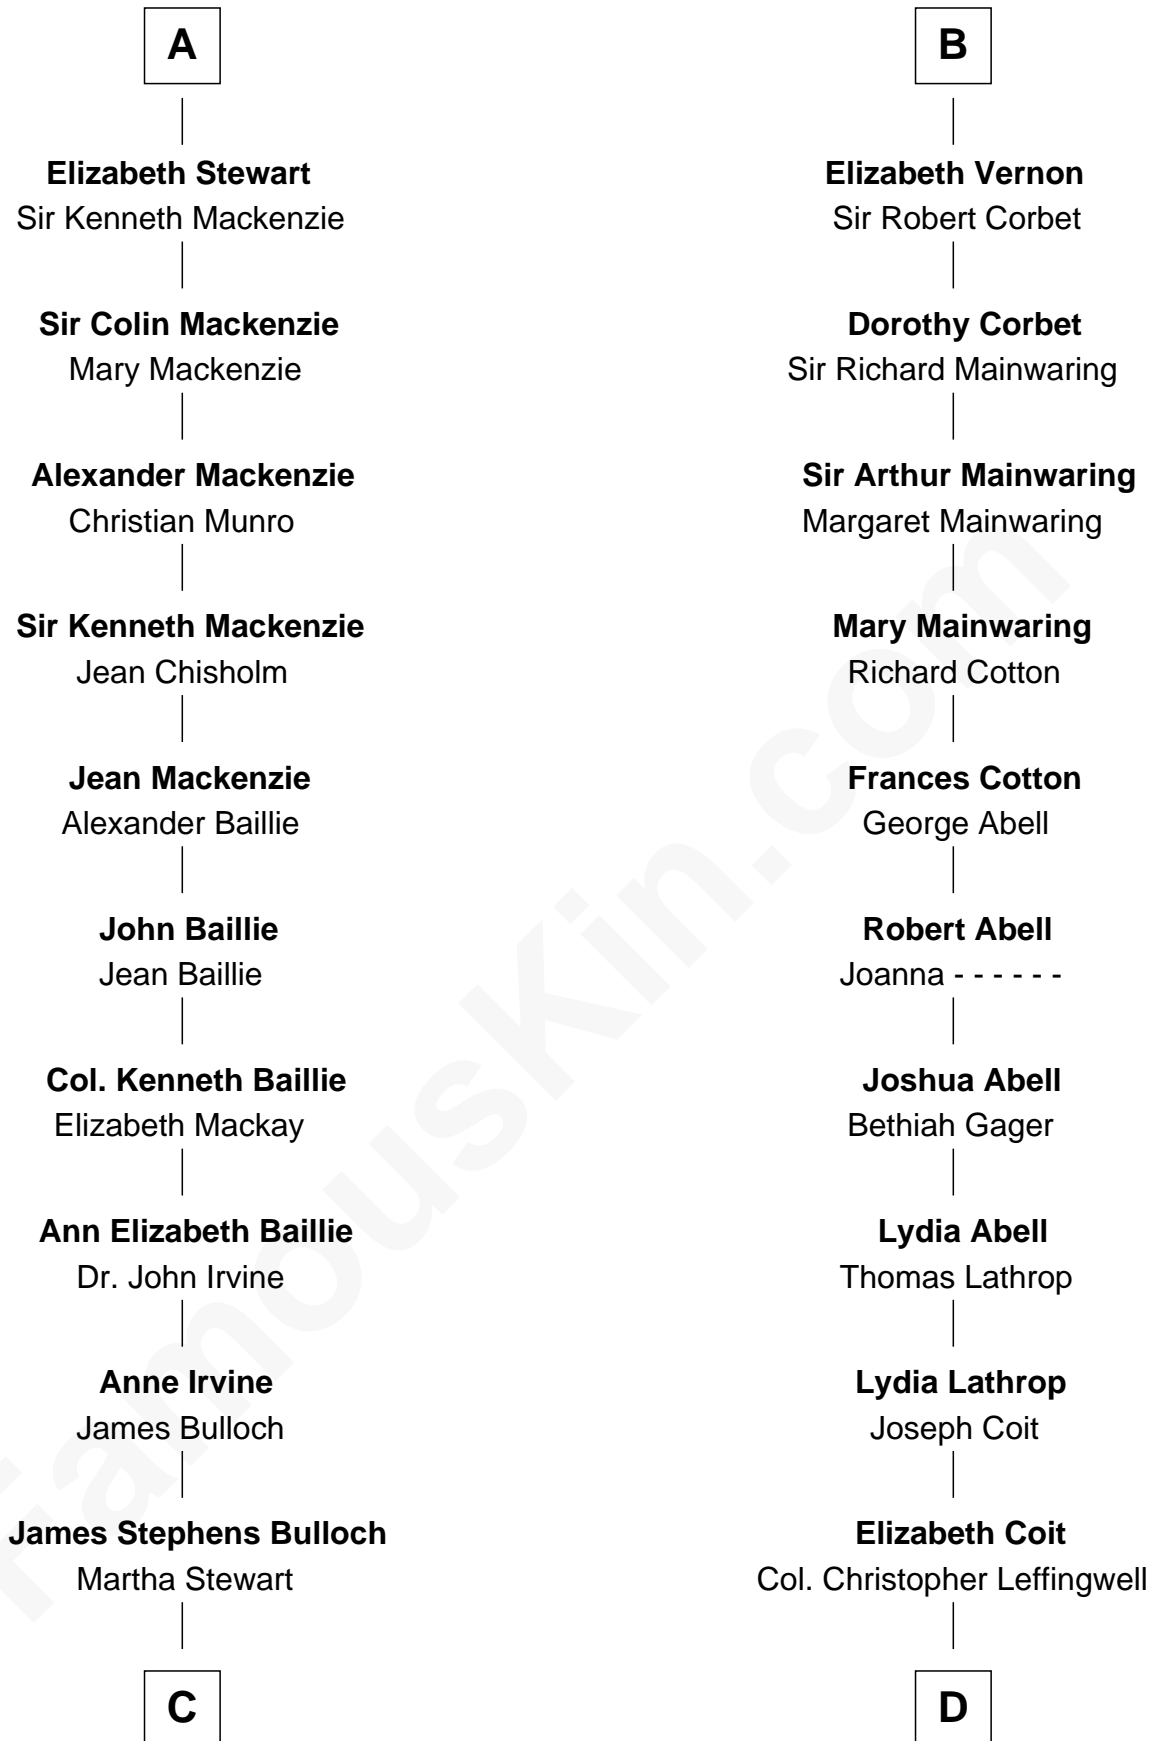 A
Elizabeth Stewart
Sir Kenneth Mackenzie
Sir Colin Mackenzie
Mary Mackenzie
Alexander Mackenzie
Christian Munro
Sir Kenneth Mackenzie
Jean Chisholm
Jean Mackenzie
Alexander Baillie
John Baillie
Jean Baillie
Col. Kenneth Baillie
Elizabeth Mackay
Ann Elizabeth Baillie
Dr. John Irvine
Anne Irvine
James Bulloch
James Stephens Bulloch
Martha Stewart
C
B
Elizabeth Vernon
Sir Robert Corbet
Dorothy Corbet
Sir Richard Mainwaring
Sir Arthur Mainwaring
Margaret Mainwaring
Mary Mainwaring
Richard Cotton
Frances Cotton
George Abell
Robert Abell
Joanna - - - - - -
Joshua Abell
Bethiah Gager
Lydia Abell
Thomas Lathrop
Lydia Lathrop
Joseph Coit
Elizabeth Coit
Col. Christopher Leffingwell
D
FamousKin.com